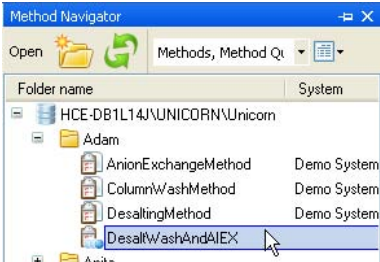 Method Navigator
Open Methods, Method Qu
Folder name System
HCE-DB1L14J\UNICORN\Unicorn
Adam
AnionExchangeMethod Demo System
ColumnWashMethod Demo System
DesaltingMethod Demo System
DesaltWashAndAIEX
Anita